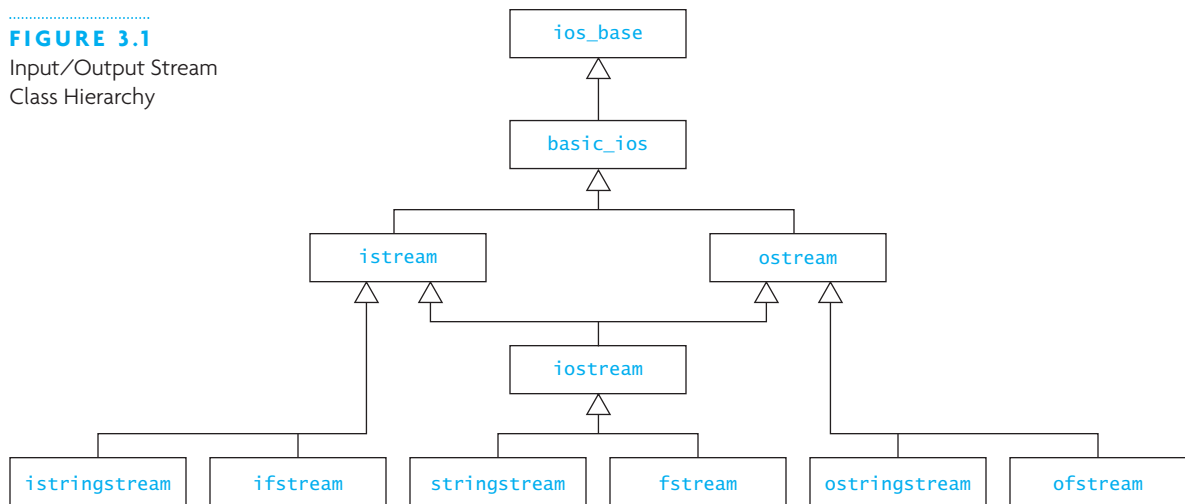 FIGURE 3.1
Input/Output Stream
Class Hierarchy
ios_base
basic_ios
istream
ostream
iostream
istringstream
ifstream
stringstream
fstream
ostringstream
ofstream